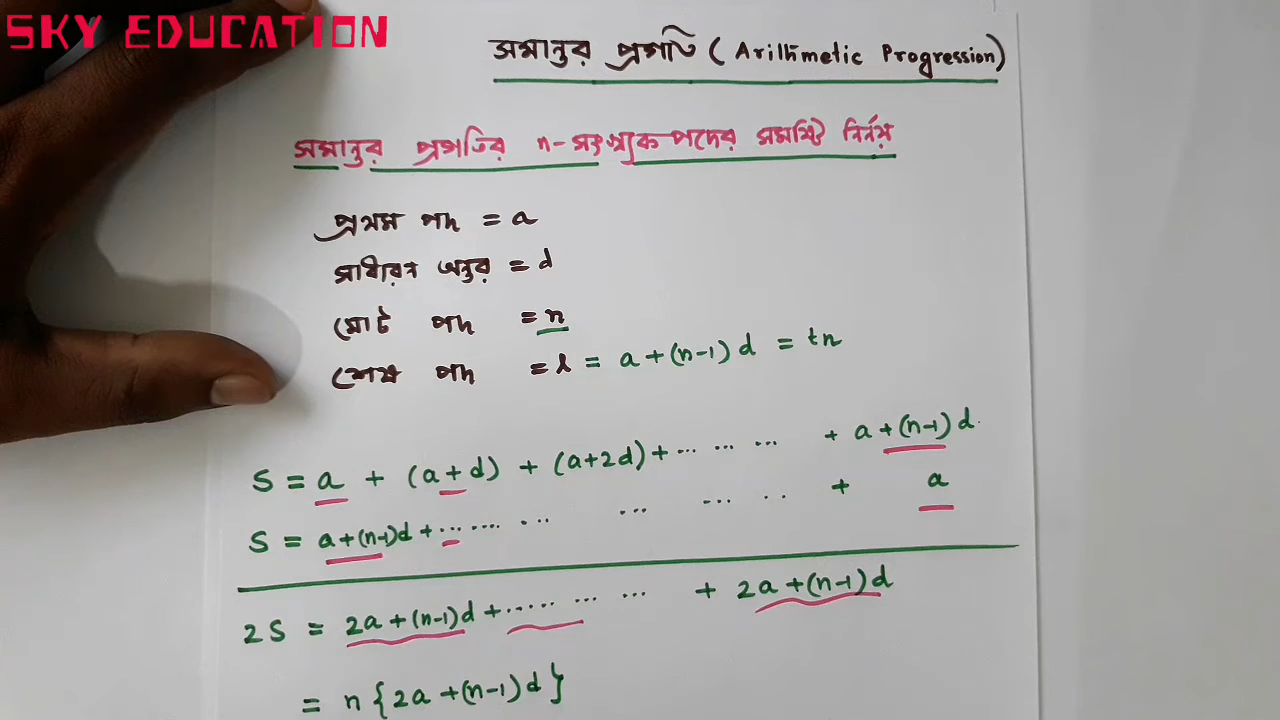 SKY EDUCATION
সমান্তর প্রগতি (Arithmetic Progression)
সমান্তর প্রগতির n-সংখ্যক পদের সমষ্টি নির্ণয়
প্রথম পদ = a
সাধারণ অন্তর = d
মোট পদ = n
শেষ পদ = l = a + (n-1) d = tn
S = a + (a + d) + (a+2d) + ... ... ... + a + (n-1) d.
S = a + (n-1)d + ... .... ... ... ... .. + a
2S = 2a + (n-1)d + ...... ... ... + 2a + (n-1) d
= n {2a + (n-1) d}